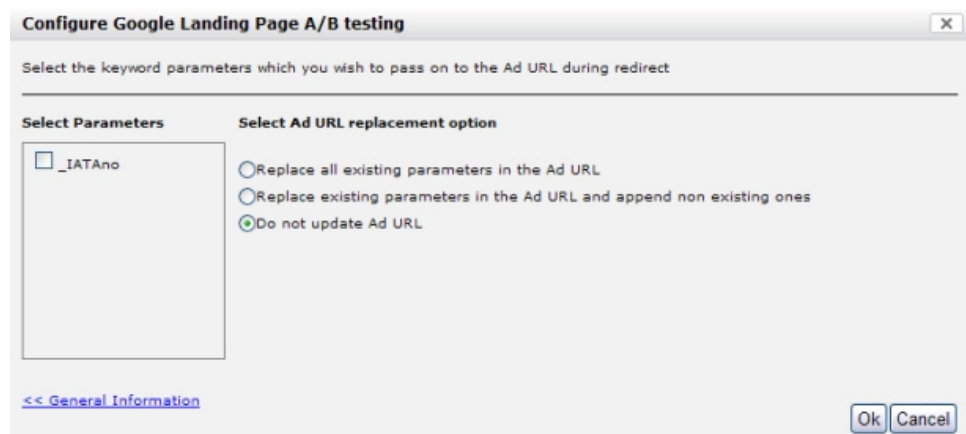 Configure Google Landing Page A/B testing
Select the keyword parameters which you wish to pass on to the Ad URL during redirect
Select Parameters
Select Ad URL replacement option
_IATAno
Replace all existing parameters in the Ad URL
Replace existing parameters in the Ad URL and append non existing ones
Do not update Ad URL
<< General Information
Ok Cancel